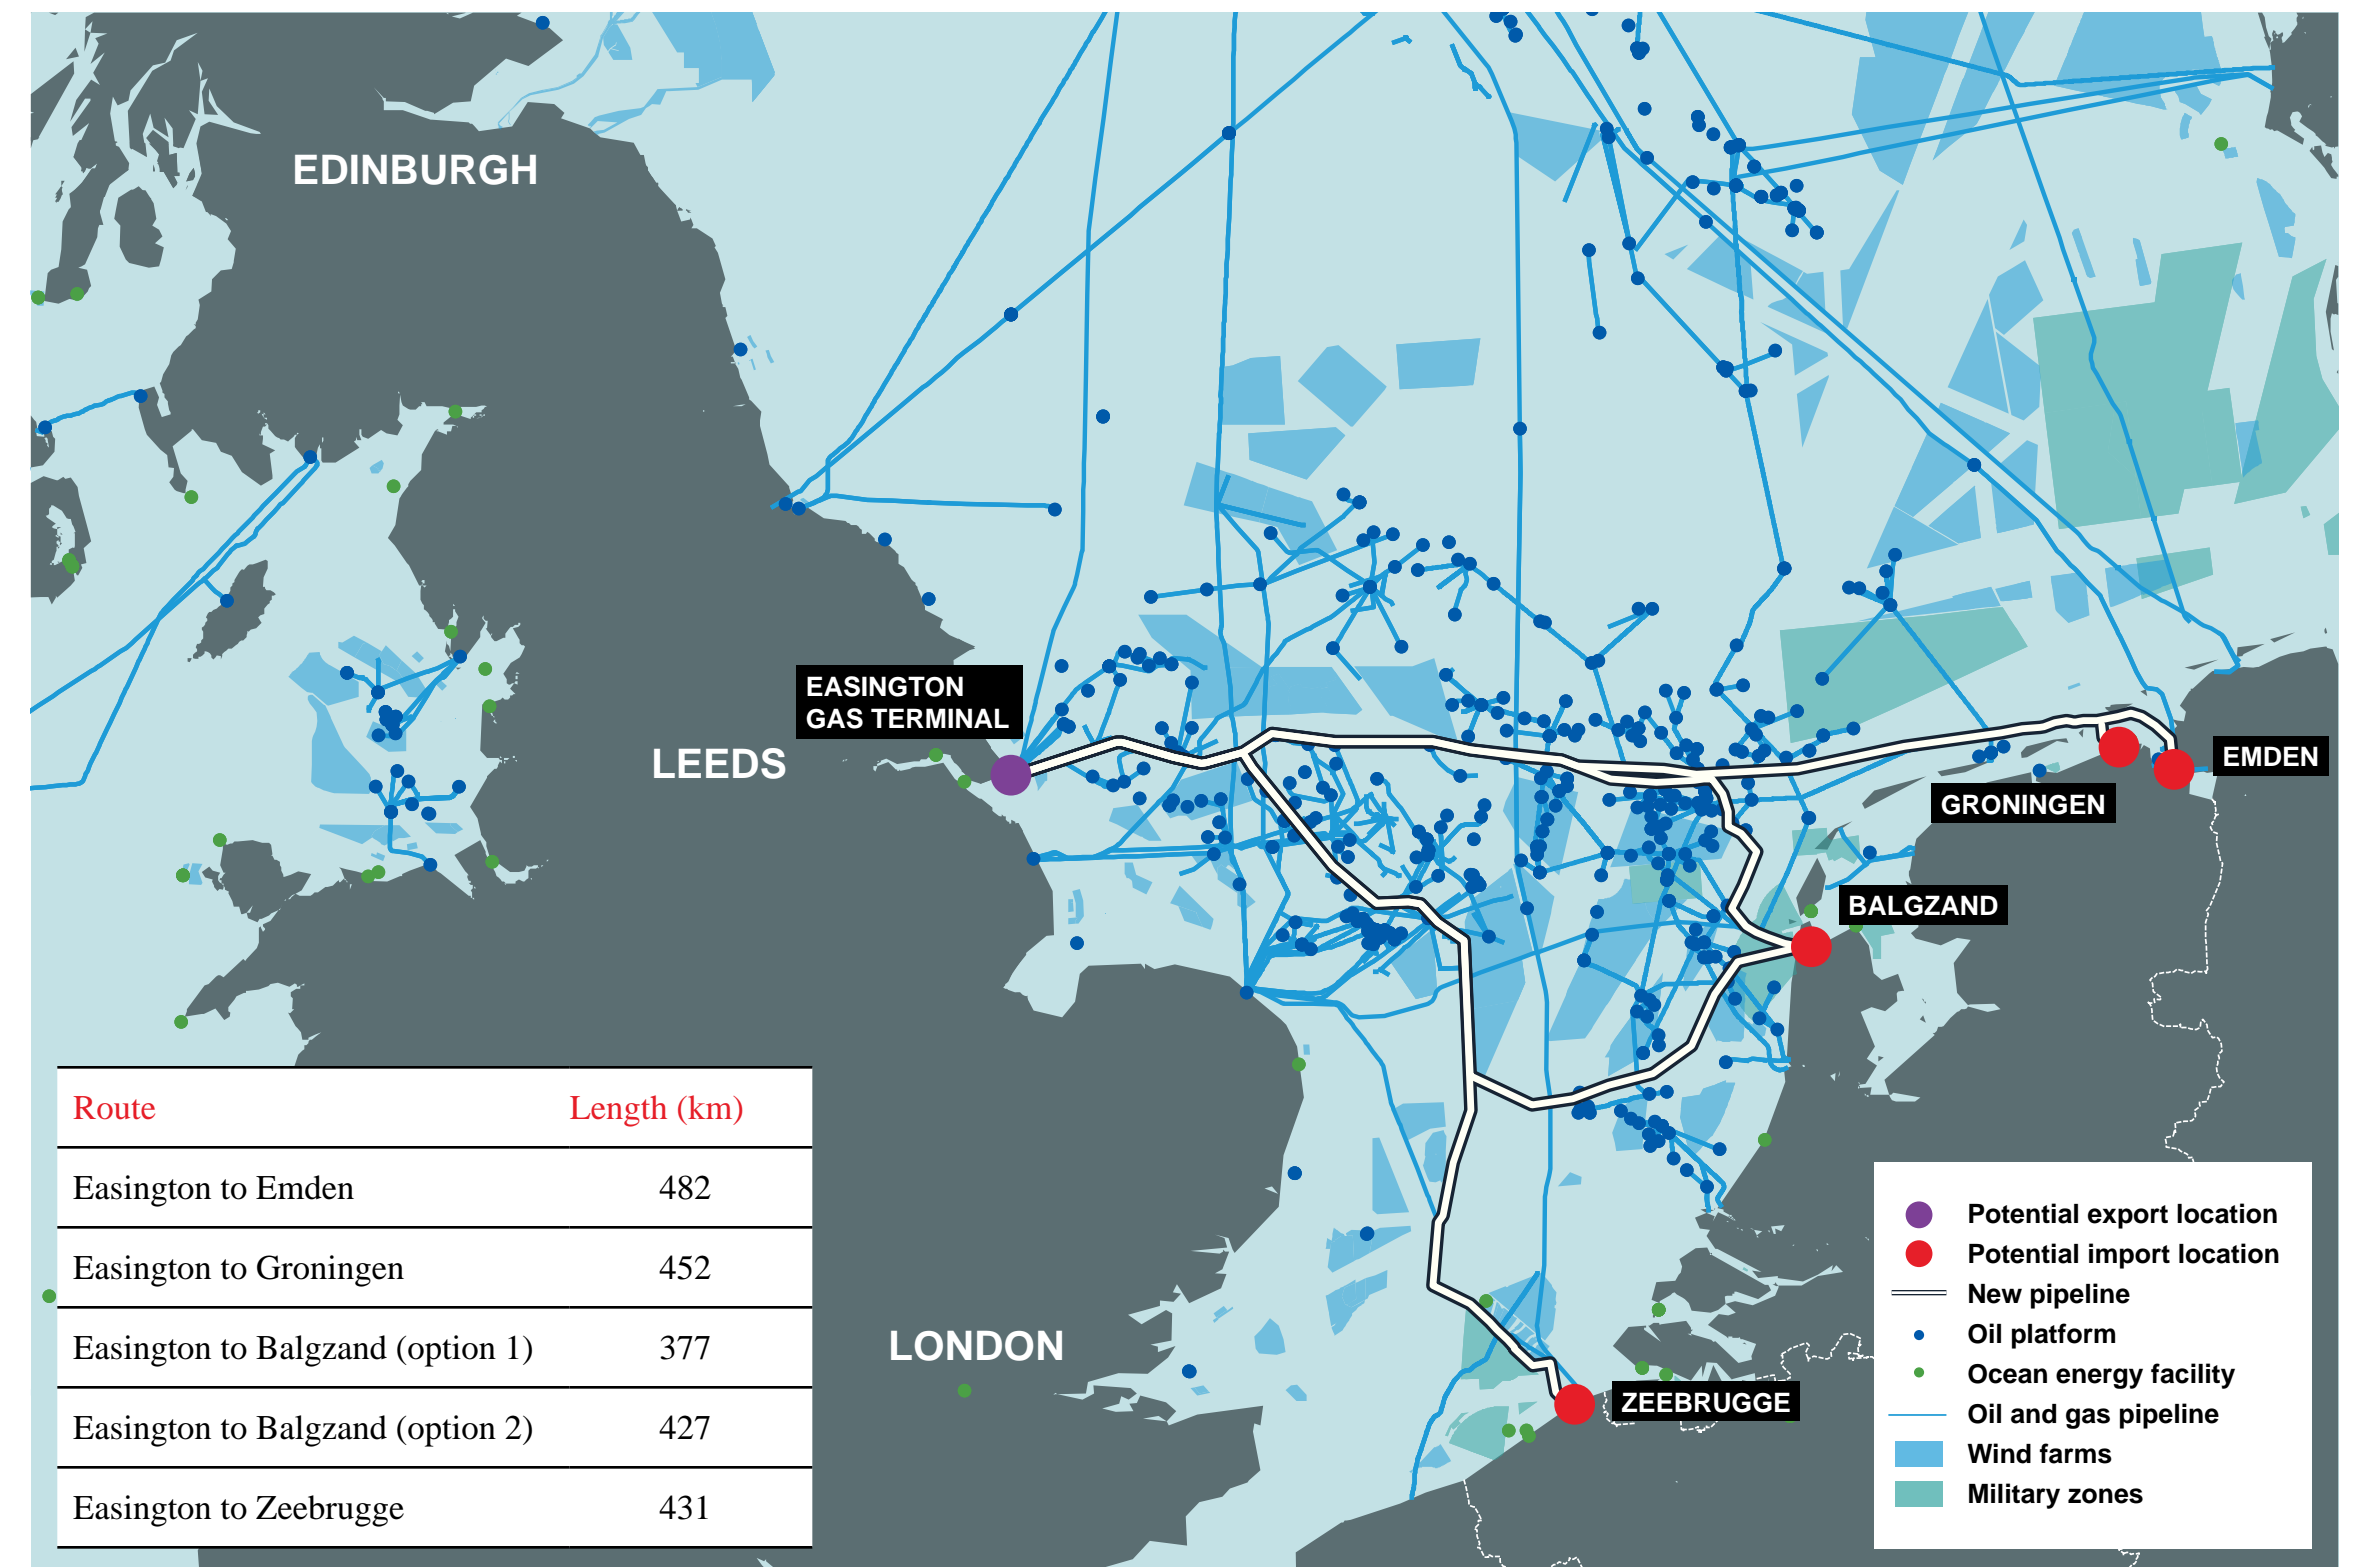 EDINBURGH
EASINGTON
GAS TERMINAL
LEEDS
EMDEN
GRONINGEN
BALGZAND
LONDON
ZEEBRUGGE
Route Length (km)
Easington to Emden 482
Easington to Groningen 452
Easington to Balgzand (option 1) 377
Easington to Balgzand (option 2) 427
Easington to Zeebrugge 431
Potential export location
Potential import location
New pipeline
Oil platform
Ocean energy facility
Oil and gas pipeline
Wind farms
Military zones